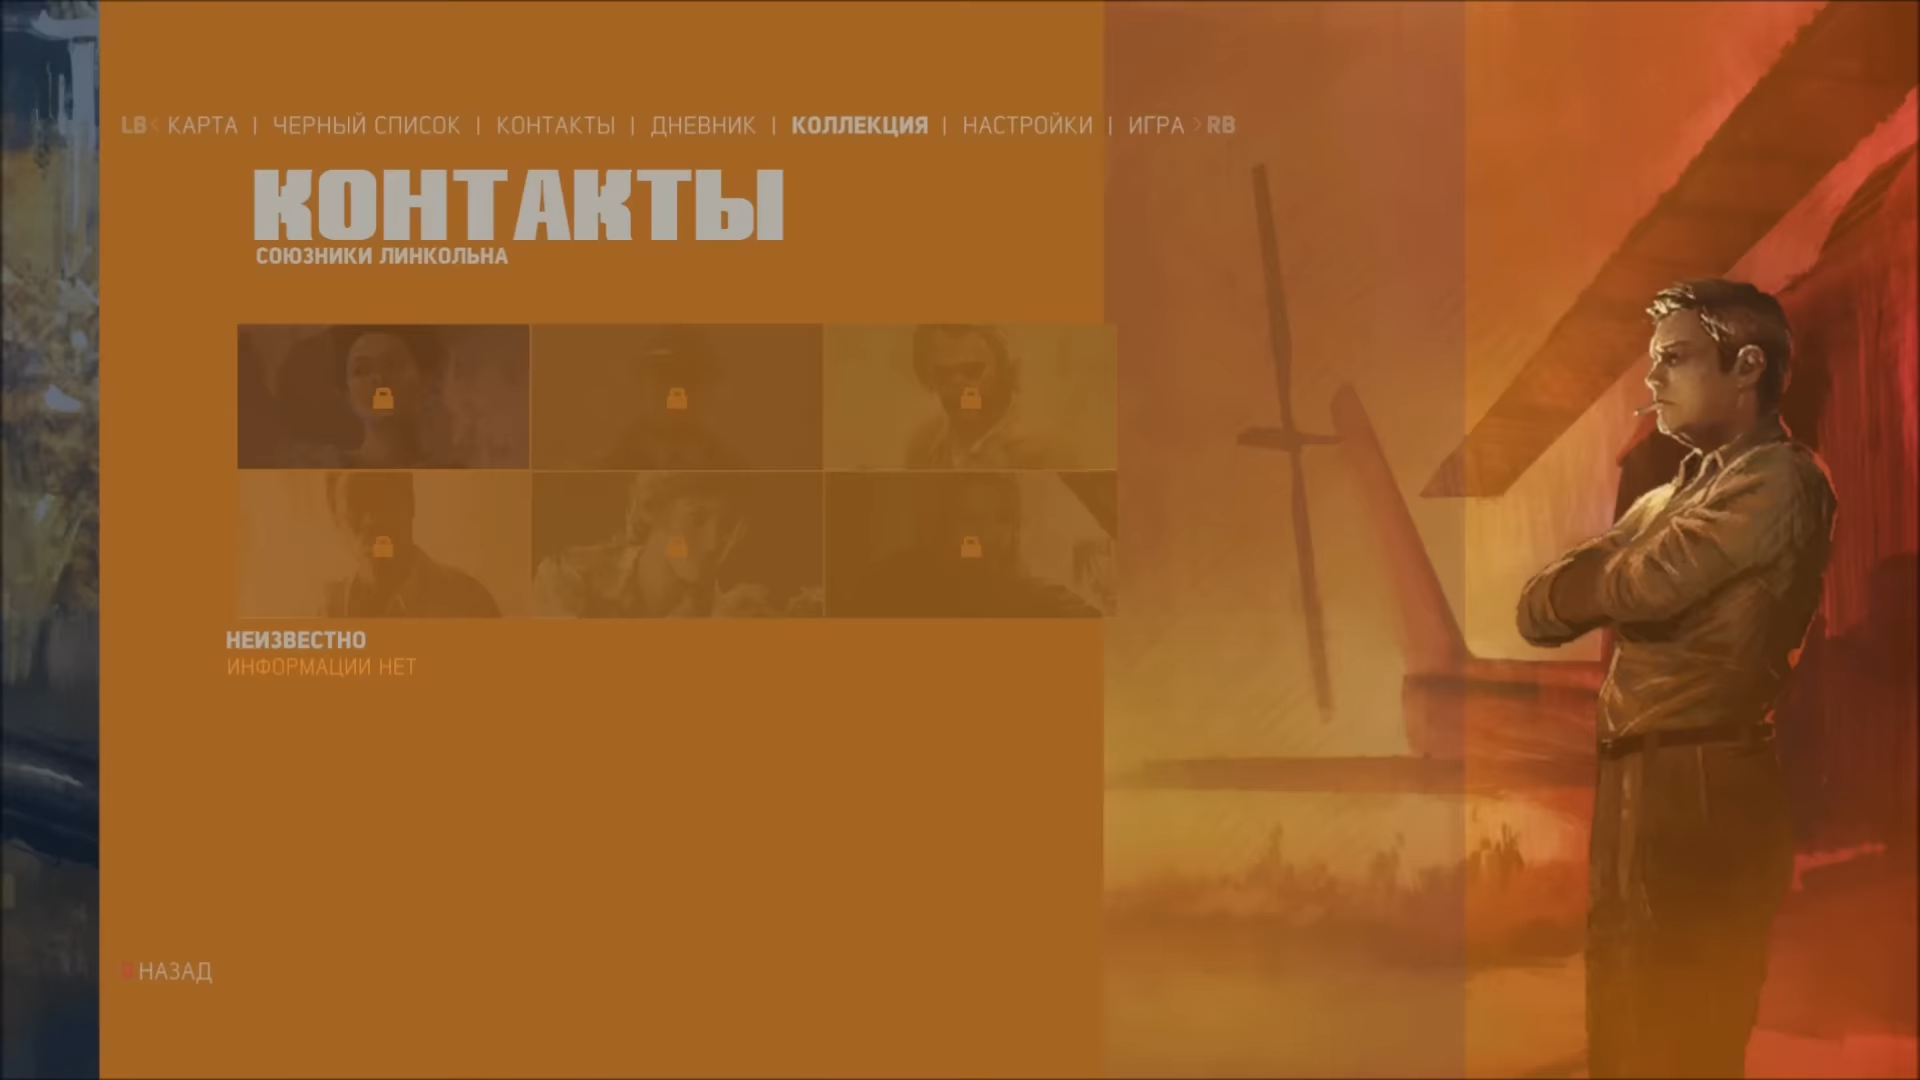 LB < КАРТА | ЧЕРНЫЙ СПИСОК | КОНТАКТЫ | ДНЕВНИК | КОЛЛЕКЦИЯ | НАСТРОЙКИ | ИГРА > RB
КОНТАКТЫ
СОЮЗНИКИ ЛИНКОЛЬНА
НЕИЗВЕСТНО
ИНФОРМАЦИИ НЕТ
B НАЗАД